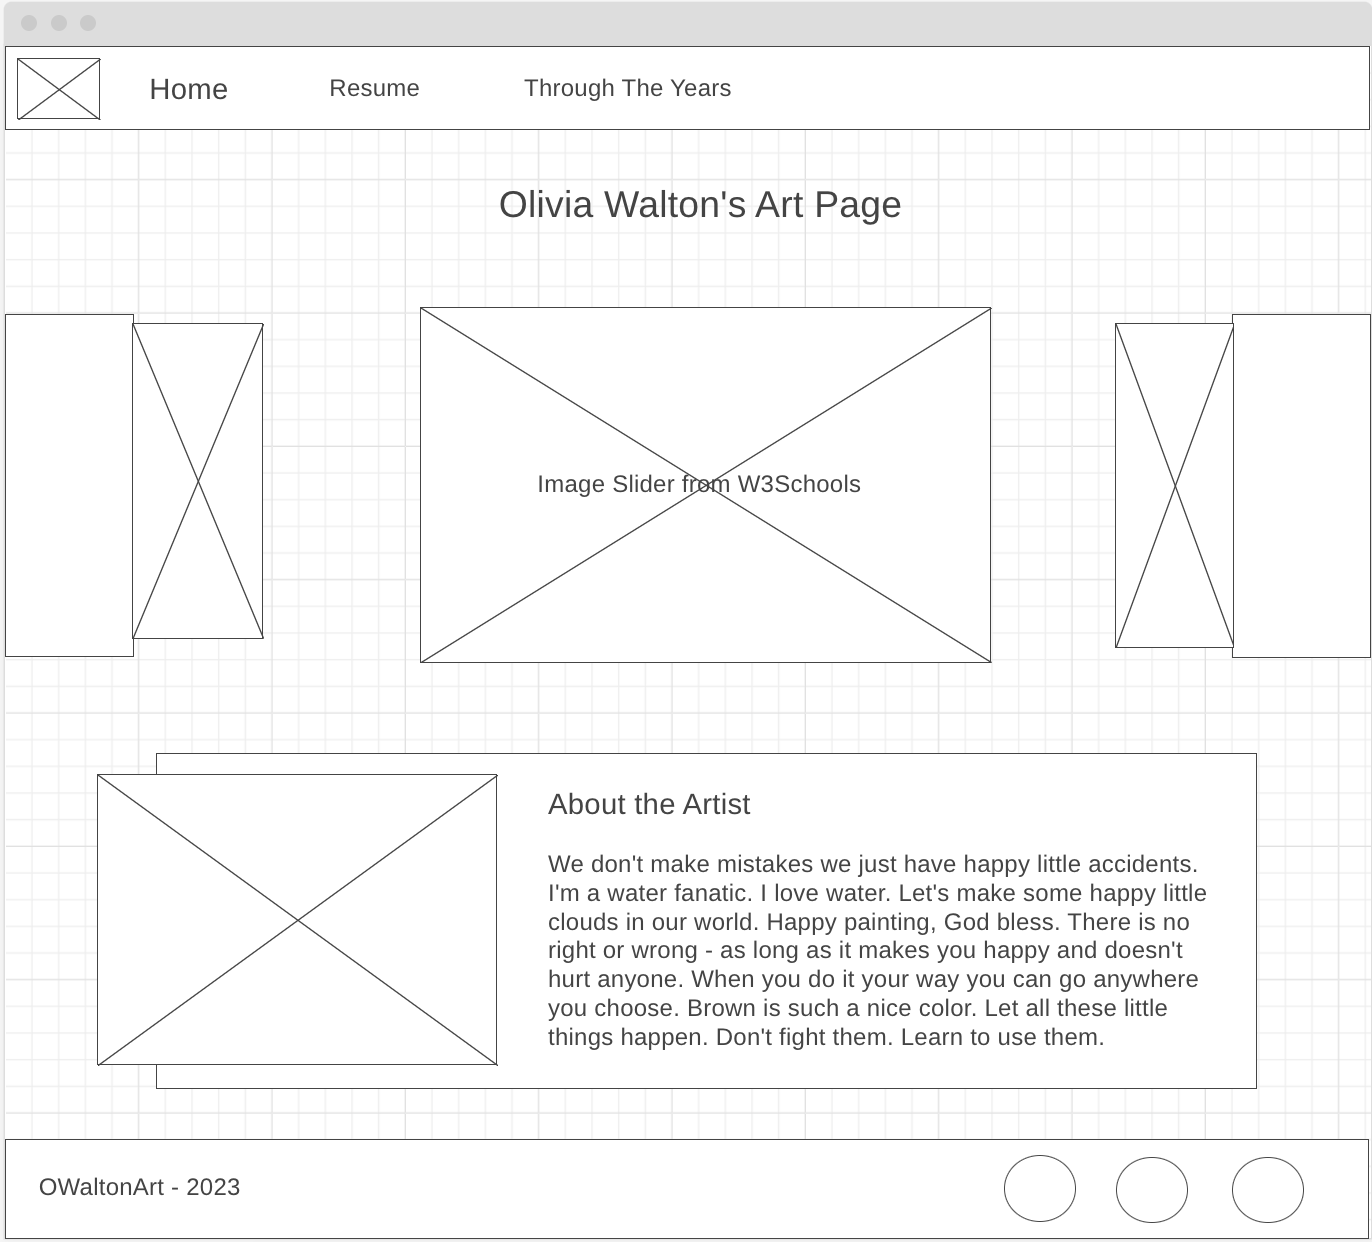 Home Resume Through The Years
Olivia Walton's Art Page
Image Slider from W3Schools
About the Artist
We don't make mistakes we just have happy little accidents.
I'm a water fanatic. I love water. Let's make some happy little
clouds in our world. Happy painting, God bless. There is no
right or wrong - as long as it makes you happy and doesn't
hurt anyone. When you do it your way you can go anywhere
you choose. Brown is such a nice color. Let all these little
things happen. Don't fight them. Learn to use them.
OWaltonArt - 2023